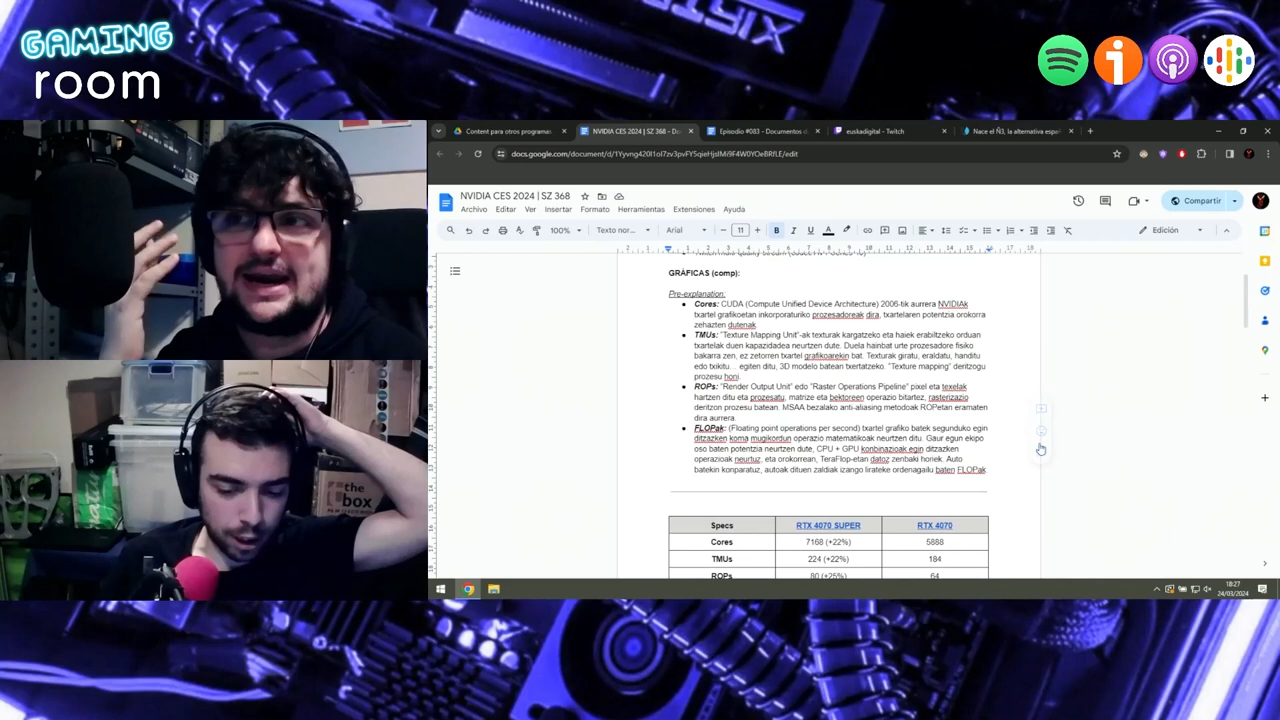 GAMING
room
Content para otros programas
NVIDIA CES 2024 | SZ 368 - Do
Episodio #083 - Documentos d
euskadigital - Twitch
Nace el Ñ3, la alternativa espa
NVIDIA CES 2024 | SZ 368
Archivo Editar Ver Insertar Formato Herramientas Extensiones Ayuda
Compartir
100% Texto nor... Arial 11 B I U A Edición
GRÁFICAS (comp):
Pre-explanation:
Cores: CUDA (Compute Unified Device Architecture) 2006-tik aurrera NVIDIAk
txartel grafikoetan inkorporaturiko prozesadoreak dira, txartelaren potentzia orokorra
zehazten dutenak.
TMUs: "Texture Mapping Unit"-ak texturak kargatzeko eta haiek erabiltzeko orduan
txartelak duen kapazidadea neurtzen dute. Duela hainbat urte prozesadore fisiko
bakarra zen, ez zetorren txartel grafikoarekin bat. Texturak giratu, eraldatu, handitu
edo txikitu... egiten ditu, 3D modelo batean txertatzeko. "Texture mapping" deritzogu
prozesu honi.
ROPs: "Render Output Unit" edo "Raster Operations Pipeline" pixel eta texelak
hartzen ditu eta prozesatu, matrize eta bektoreen operazio bitartez, rasterizazio
deritzon prozesu batean. MSAA bezalako anti-aliasing metodoak ROPetan eramaten
dira aurrera.
FLOPak: (Floating point operations per second) txartel grafiko batek segunduko egin
ditzakeen koma mugikordun operazio matematikoak neurtzen ditu. Gaur egun ekipo
oso baten potentzia neurtzen dute, CPU + GPU konbinazioak egin ditzakeen
operazioak neurtuz, eta orokorrean, TeraFlop-etan datoz zenbaki horiek. Auto
batekin konparatuz, autoak dituen zaldiak izango lirateke ordenagailu baten FLOPak
Specs RTX 4070 SUPER RTX 4070
Cores 7168 (+22%) 5888
TMUs 224 (+22%) 184
ROPs 80 (+25%) 64
the
box
18:27
24/03/2024